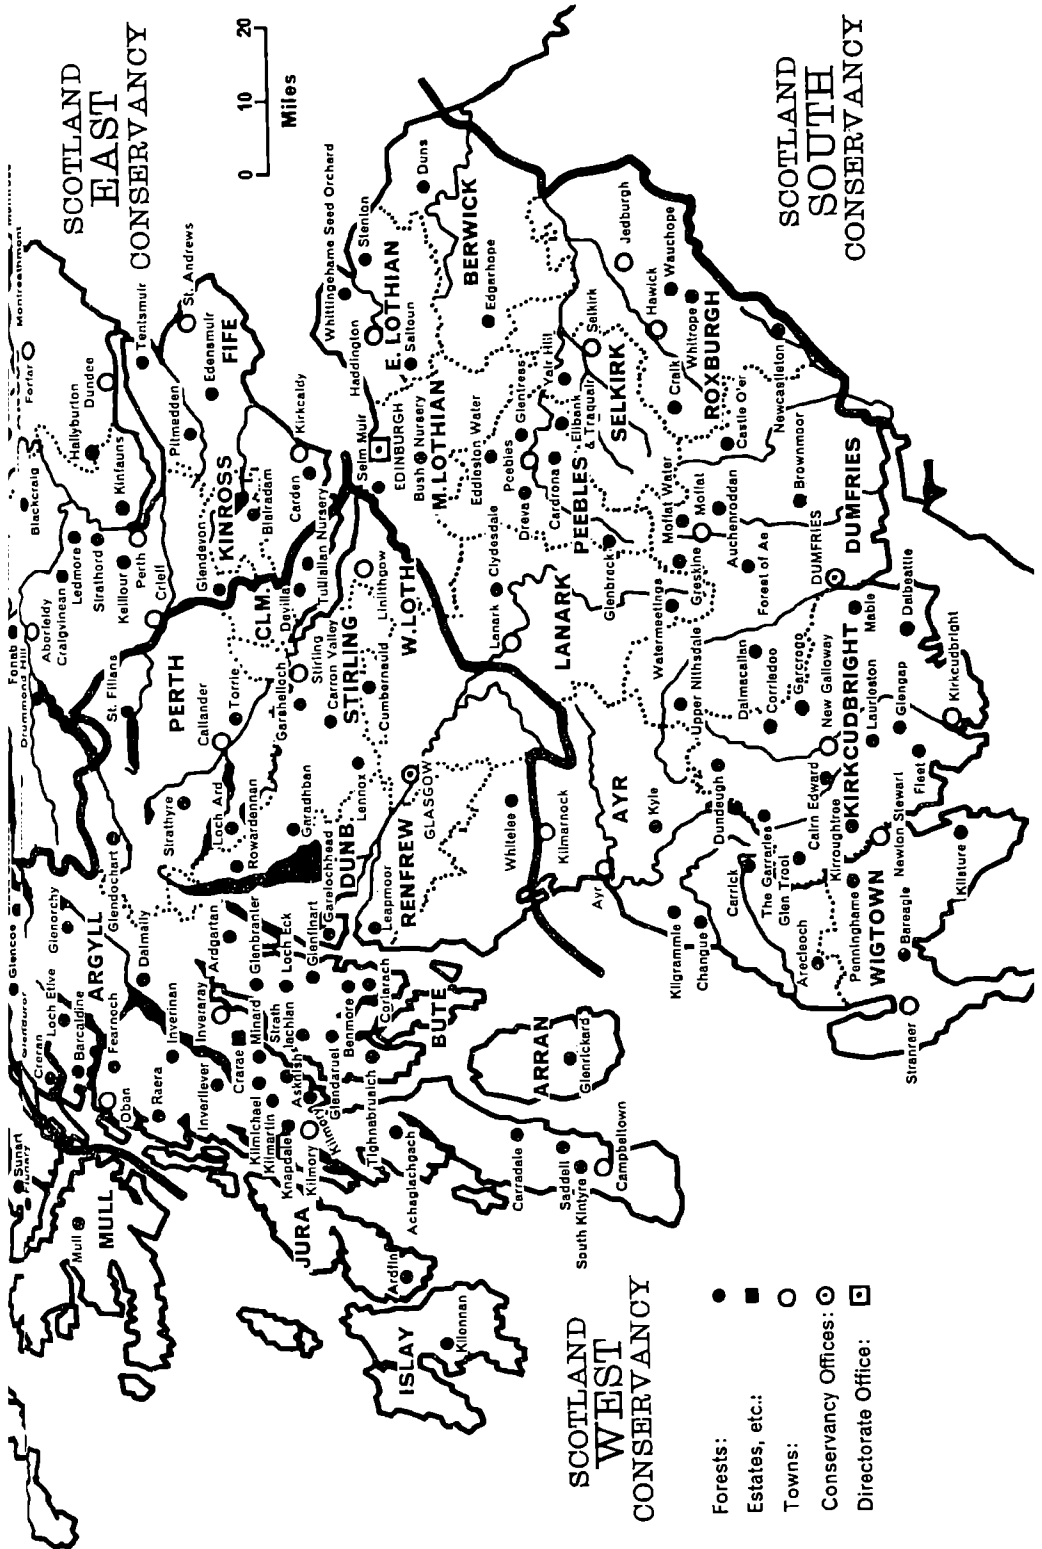 SCOTLAND
EAST
CONSERVANCY
0 10 20
Miles
SCOTLAND
SOUTH
CONSERVANCY
SCOTLAND
WEST
CONSERVANCY
Forests:
Estates, etc.:
Towns:
Conservancy Offices:
Directorate Office:
Sunart
Glencoe
Creran
Loch Etive
Glenorchy
Barcaldine
ARGYLL
Fearnoch
Glendochart
Mull
MULL
Oban
Dalmally
Raera
Inverinan
Inverliever
Inveraray
Ardgartan
Strathyre
Loch Ard
Rowardennan
Crarae
Minard
Glenbranter
Kilmichael
Strath
lachlan
Loch Eck
Garadhban
Kilmartin
Asknish
Glenfinart
Knapdale
Kilmory
Kilmory
Glendaruel
Garelochhead
DUNB.
Benmore
Lennox
JURA
Tighnabruaich
Corlarach
Leapmoor
Achaglachgach
RENFREW
GLASGOW
Ardfin
ISLAY
Kilonnan
BUTE
Carradale
Saddell
South Kintyre
Campbeltown
ARRAN
Glenrickard
Blackcraig
Forfar
Montreathmont
Fonab
Aberfeldy
Craigvinean
Hallyburton
Dundee
Ledmore
Strathord
Kinfauns
Keillour
Perth
Crieff
St. Fillans
Drummond Hill
PERTH
Callander
Torrie
Tentsmuir
St. Andrews
Pitmedden
Edensmuir
FIFE
Glendevon
KINROSS
Blairadam
Kirkcaldy
CLM.
Carden
Devilla
Tulliallan Nursery
Garshelloch
Stirling
Carron Valley
STIRLING
Cumbernauld
Linlithgow
W.LOTH.
Selm Muir
EDINBURGH
Bush Nursery
M.LOTHIAN
Whittingehame Seed Orchard
Haddington
Stenton
E. LOTHIAN
Saltoun
Duns
BERWICK
Edgarhope
Eddleston Water
Peebles
Glentress
Yair Hill
Dreva
Cardrona
Elibank
& Traquair
Selkirk
PEEBLES
SELKIRK
Clydesdale
Lanark
LANARK
Glenbreck
Whitelee
Kilmarnock
AYR
Ayr
Kyle
Jedburgh
Hawick
Wauchope
Whitrope
Craik
ROXBURGH
Castle O'er
Newcastleton
Moffat Water
Moffat
Greskine
Auchenroddan
Brownmoor
Forest of Ae
DUMFRIES
DUMFRIES
Watermeetings
Upper Nithsdale
Dalmacallan
Corriedoo
Garcrogo
New Galloway
Mabie
Dalbeattie
Laurieston
KIRKCUDBRIGHT
Glengap
Kirkcudbright
Fleet
Dundeugh
Carrick
The Garraries
Cairn Edward
Glen Trool
Kirroughtree
Newton Stewart
Kilgrammie
Changue
Arecleoch
Penninghame
WIGTOWN
Bareagle
Kilsture
Stranraer